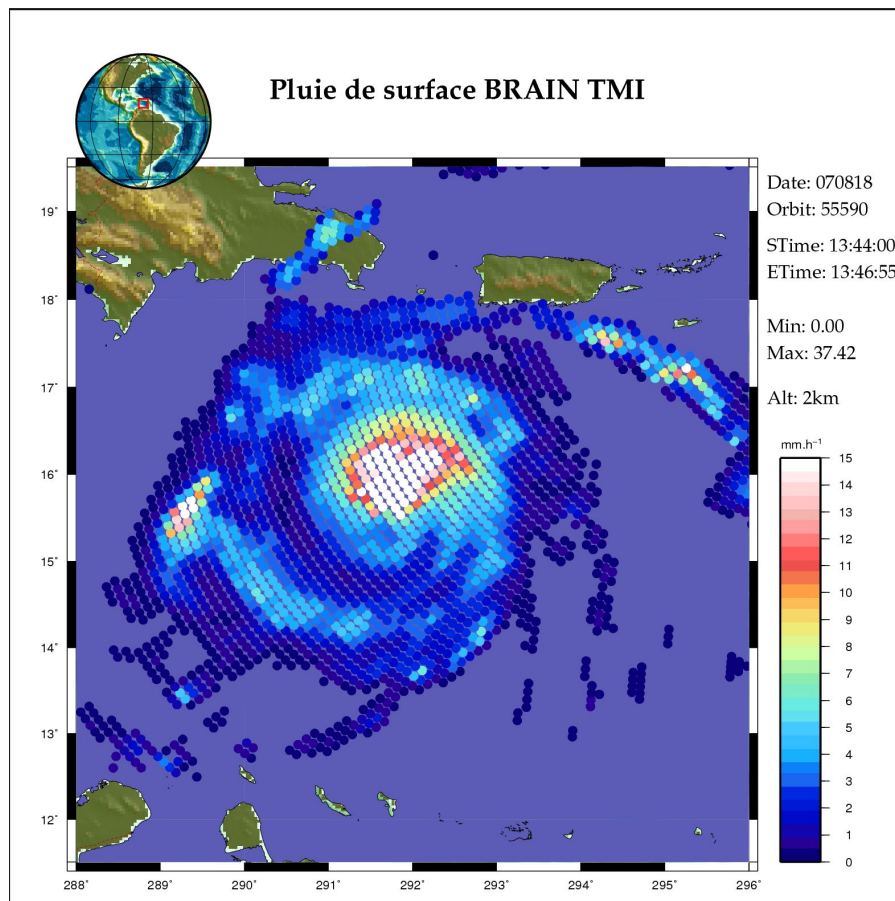 Pluie de surface BRAIN TMI
Date: 070818
Orbit: 55590
STime: 13:44:00
ETime: 13:46:55
Min: 0.00
Max: 37.42
Alt: 2km
mm.h⁻¹
15
14
13
12
11
10
9
8
7
6
5
4
3
2
1
0
19°
18°
17°
16°
15°
14°
13°
12°
288° 289° 290° 291° 292° 293° 294° 295° 296°